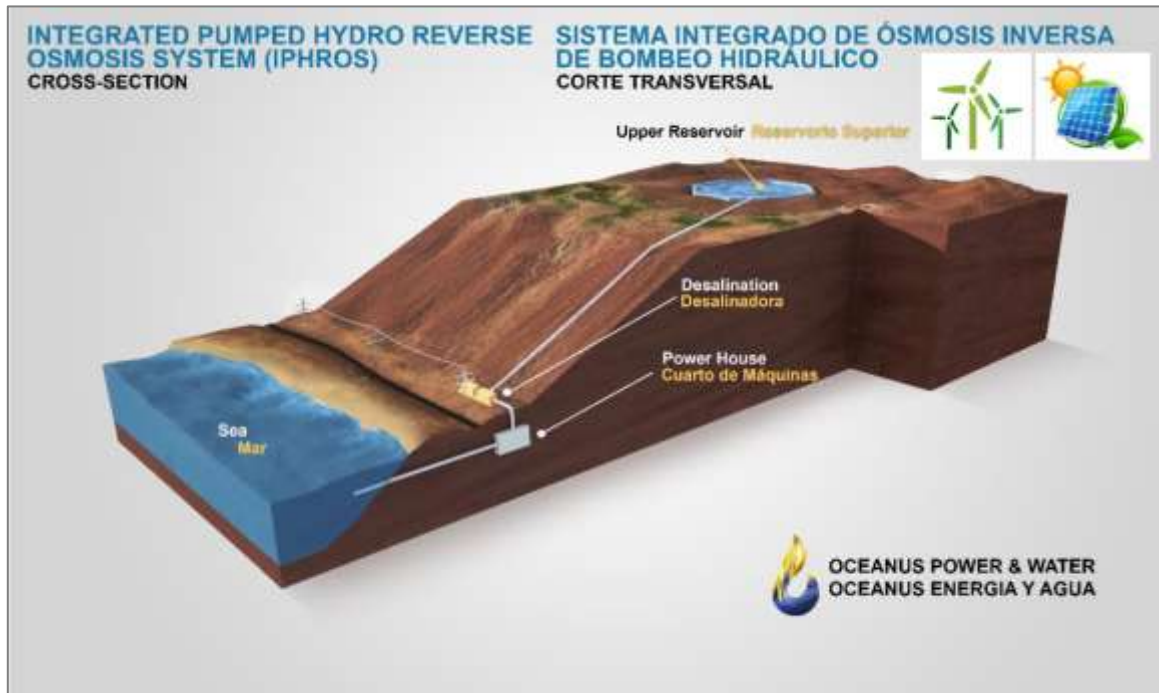 INTEGRATED PUMPED HYDRO REVERSE
OSMOSIS SYSTEM (IPHROS)
CROSS-SECTION
SISTEMA INTEGRADO DE ÓSMOSIS INVERSA
DE BOMBEO HIDRÁULICO
CORTE TRANSVERSAL
Upper Reservoir Reservorio Superior
Desalination
Desalinadora
Power House
Cuarto de Máquinas
Sea
Mar
OCEANUS POWER & WATER
OCEANUS ENERGIA Y AGUA